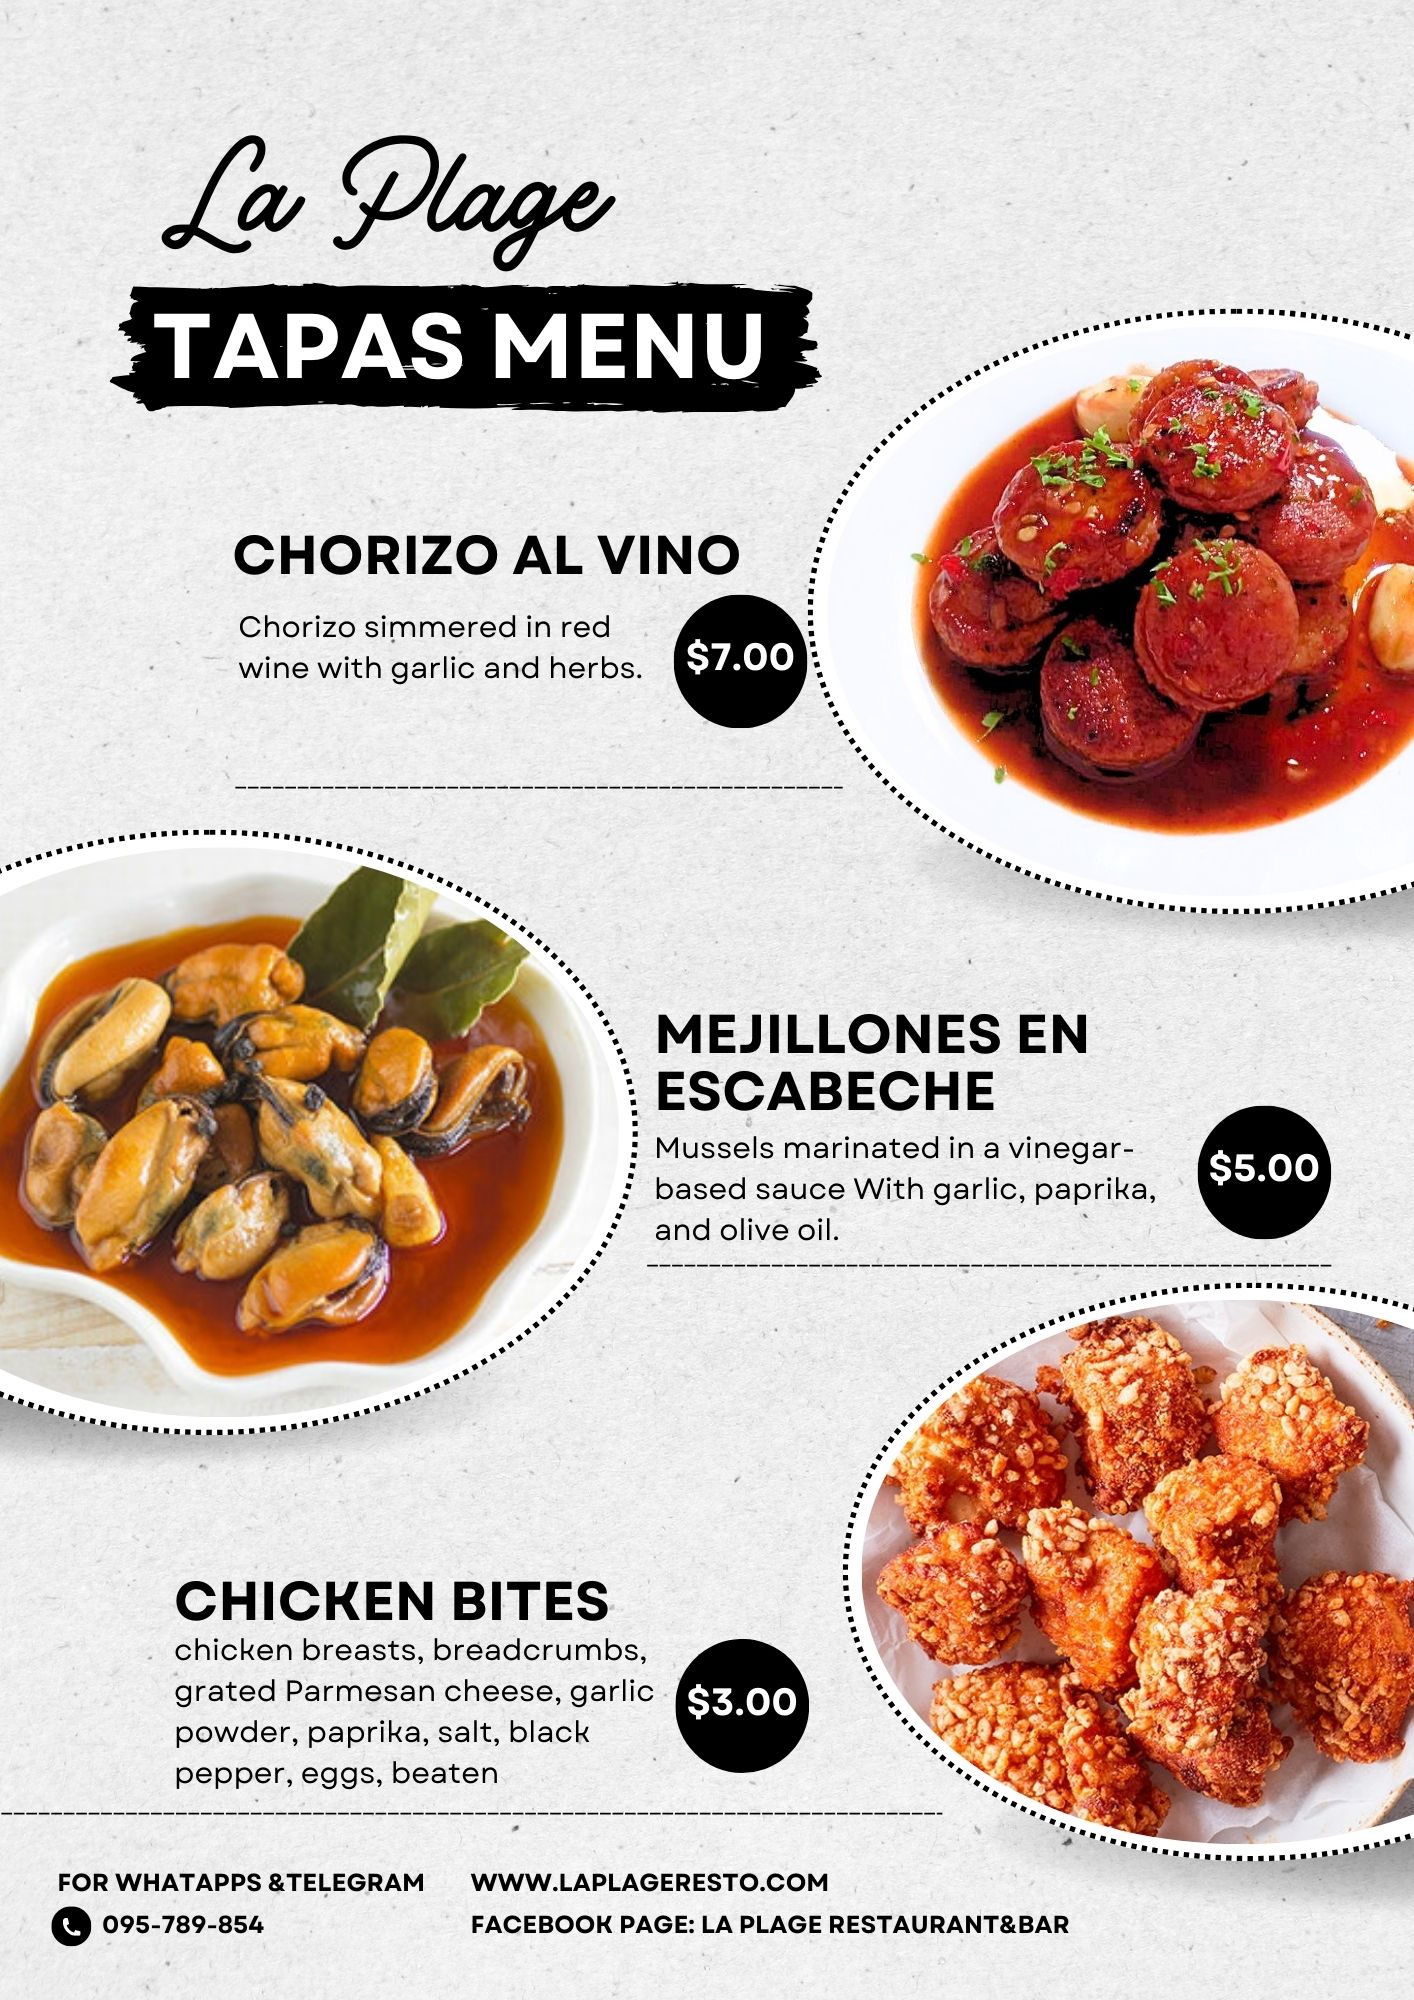 La Plage
TAPAS MENU
CHORIZO AL VINO
Chorizo simmered in red
wine with garlic and herbs.
$7.00
MEJILLONES EN
ESCABECHE
Mussels marinated in a vinegar-
based sauce With garlic, paprika,
and olive oil.
$5.00
CHICKEN BITES
chicken breasts, breadcrumbs,
grated Parmesan cheese, garlic
powder, paprika, salt, black
pepper, eggs, beaten
$3.00
FOR WHATAPPS &TELEGRAM
095-789-854
WWW.LAPLAGERESTO.COM
FACEBOOK PAGE: LA PLAGE RESTAURANT&BAR